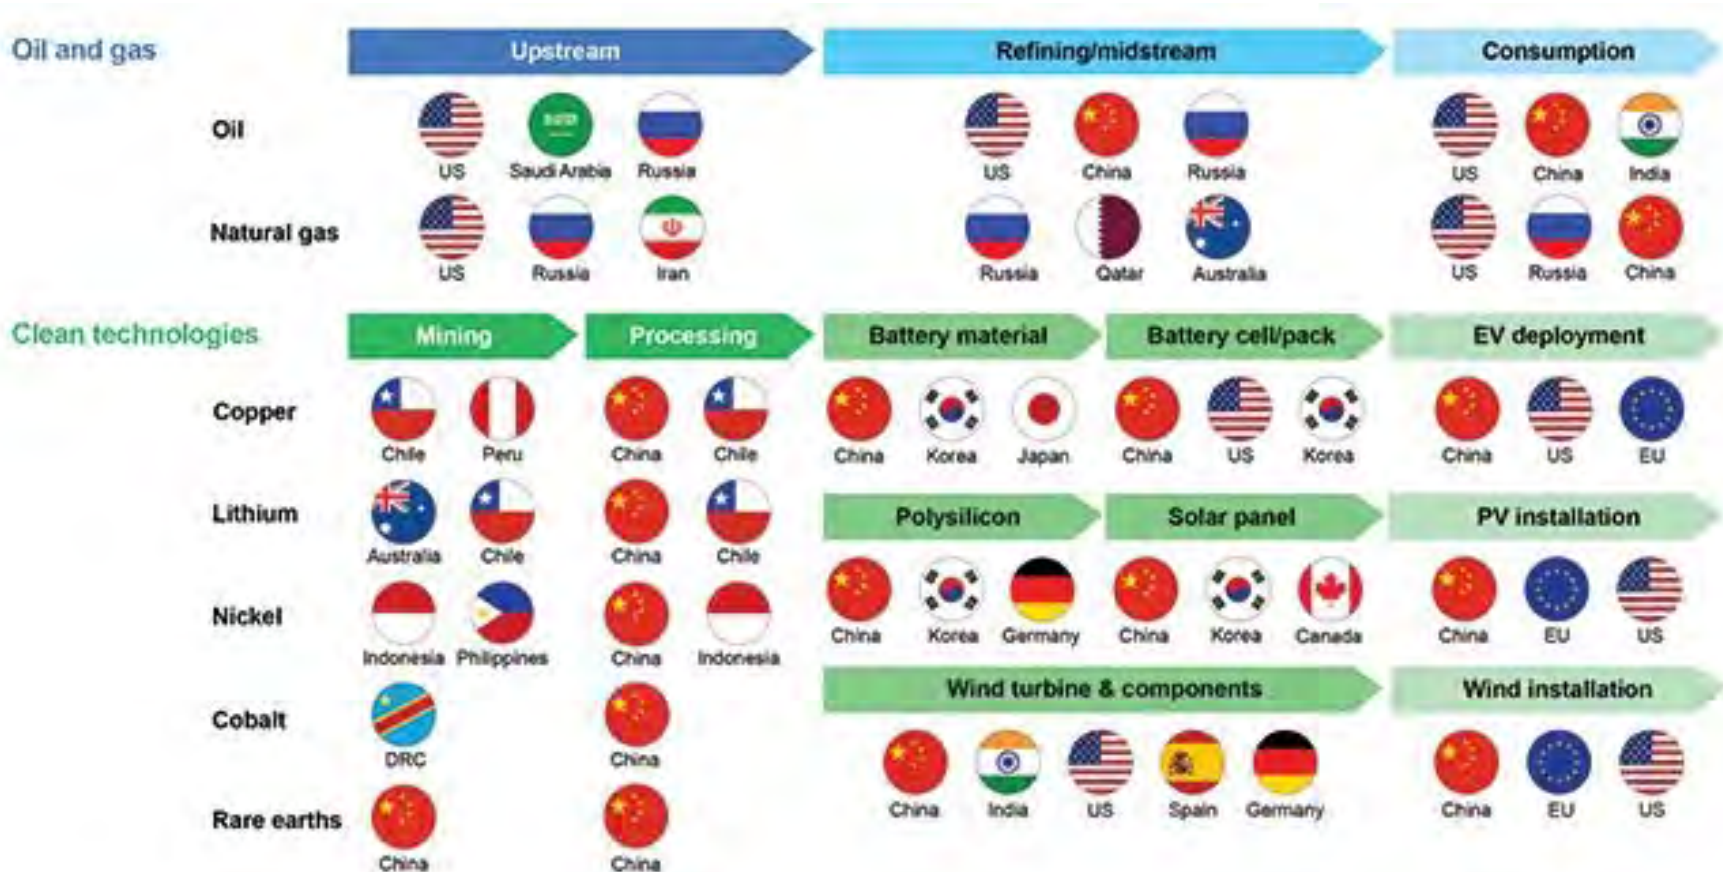 Oil and gas Upstream Refining/midstream Consumption
Oil
US Saudi Arabia Russia US China Russia US China India
Natural gas
US Russia Iran Russia Qatar Australia US Russia China
Clean technologies Mining Processing Battery material Battery cell/pack EV deployment
Copper
Chile Peru China Chile China Korea Japan China US Korea China US EU
Lithium Polysilicon Solar panel PV installation
Australia Chile China Chile
Nickel
China Korea Germany China Korea Canada China EU US
Indonesia Philippines China Indonesia
Wind turbine & components Wind installation
Cobalt
DRC China
China India US Spain Germany China EU US
Rare earths
China China